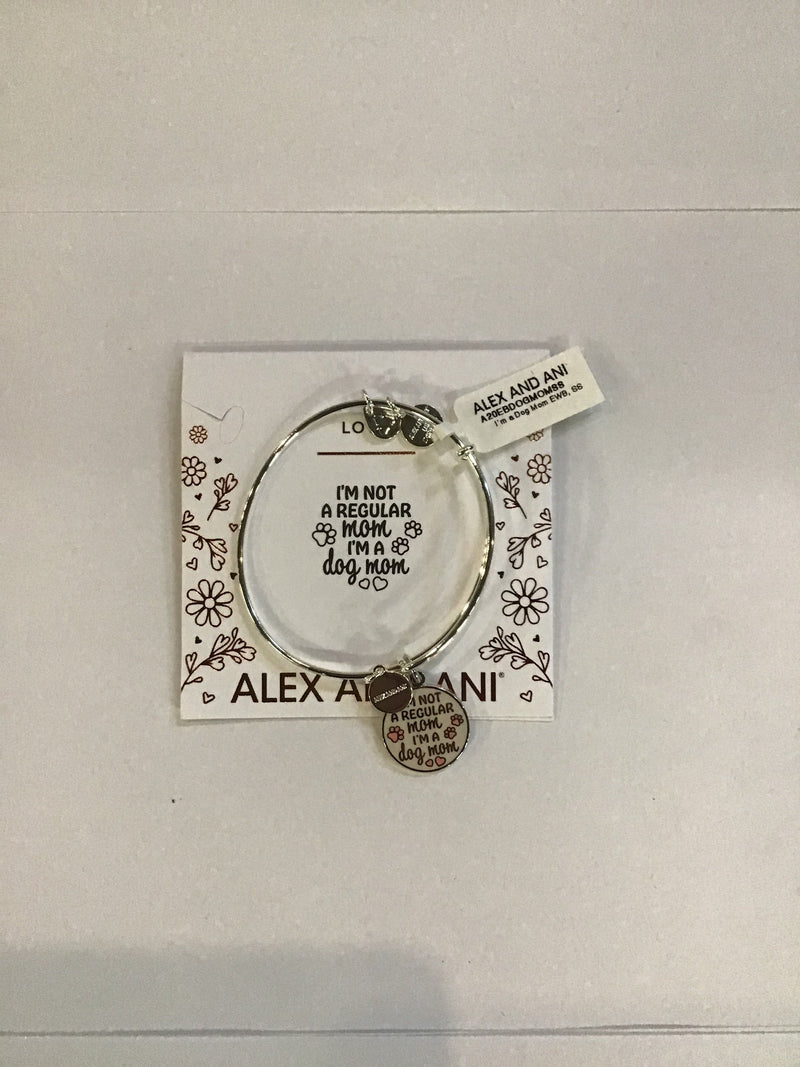 ALEX AND ANI
A20EBDOGMOMSS
I'm a Dog Mom EWB, SS
LO
I'M NOT
A REGULAR
mom
I'M A
dog mom
ALEX A ANI®
I'M NOT
A REGULAR
mom
I'M A
dog mom